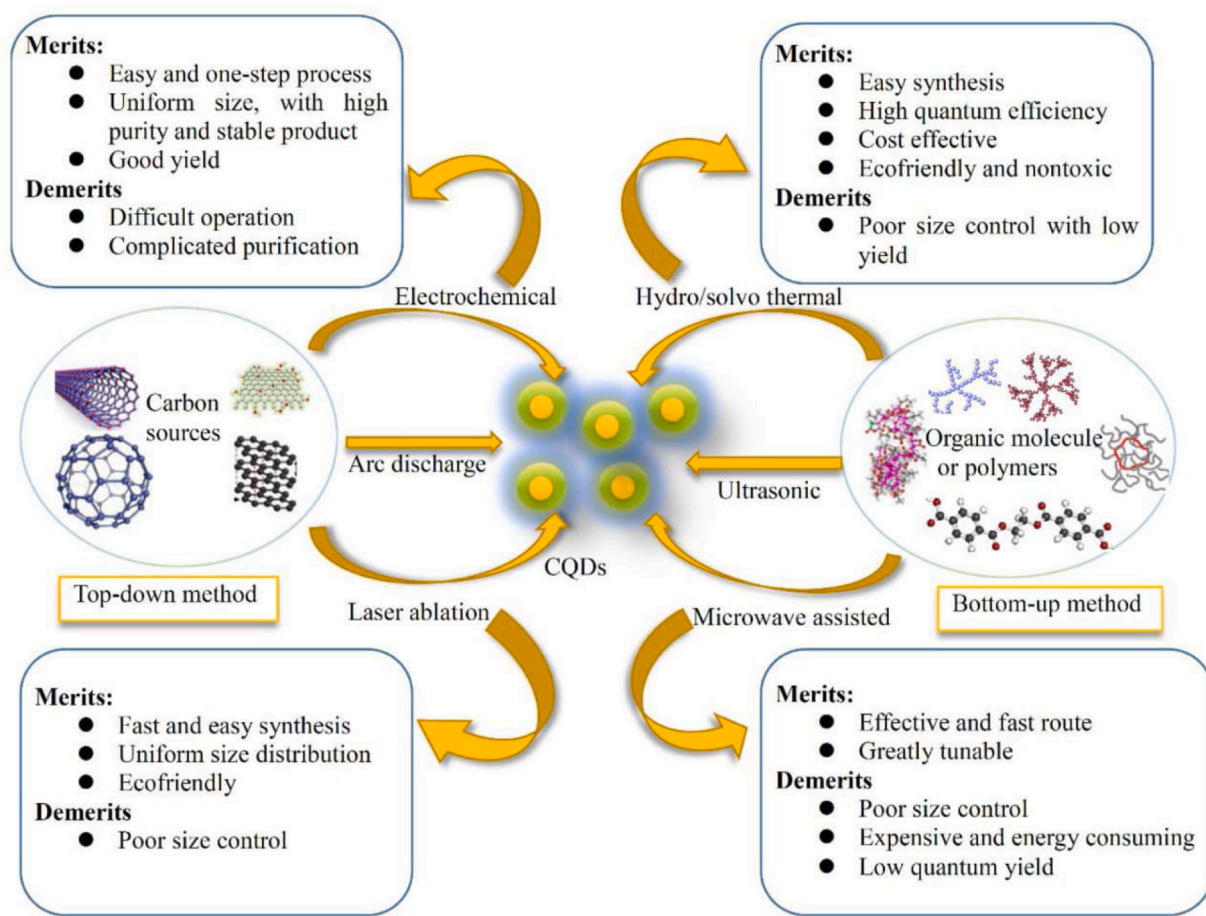 Merits:
● Easy and one-step process
● Uniform size, with high
purity and stable product
● Good yield
Demerits
● Difficult operation
● Complicated purification
Merits:
● Easy synthesis
● High quantum efficiency
● Cost effective
● Ecofriendly and nontoxic
Demerits
● Poor size control with low
yield
Electrochemical
Hydro/solvo thermal
Carbon
sources
Arc discharge
Organic molecule
or polymers
Ultrasonic
CQDs
Top-down method
Laser ablation
Microwave assisted
Bottom-up method
Merits:
● Fast and easy synthesis
● Uniform size distribution
● Ecofriendly
Demerits
● Poor size control
Merits:
● Effective and fast route
● Greatly tunable
Demerits
● Poor size control
● Expensive and energy consuming
● Low quantum yield